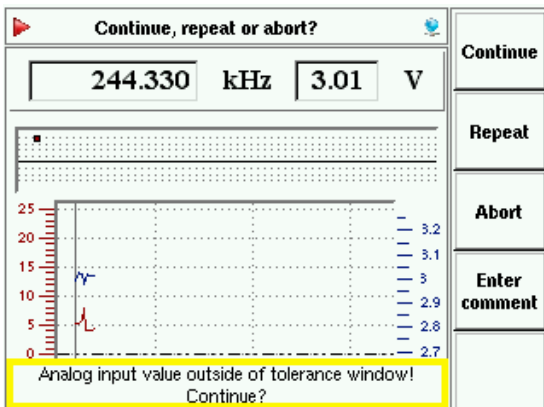 Continue, repeat or abort?
244.330 kHz 3.01 V
25
20
15
10
5
0
3.2
3.1
3
2.9
2.8
2.7
Analog input value outside of tolerance window!
Continue?
Continue
Repeat
Abort
Enter
comment